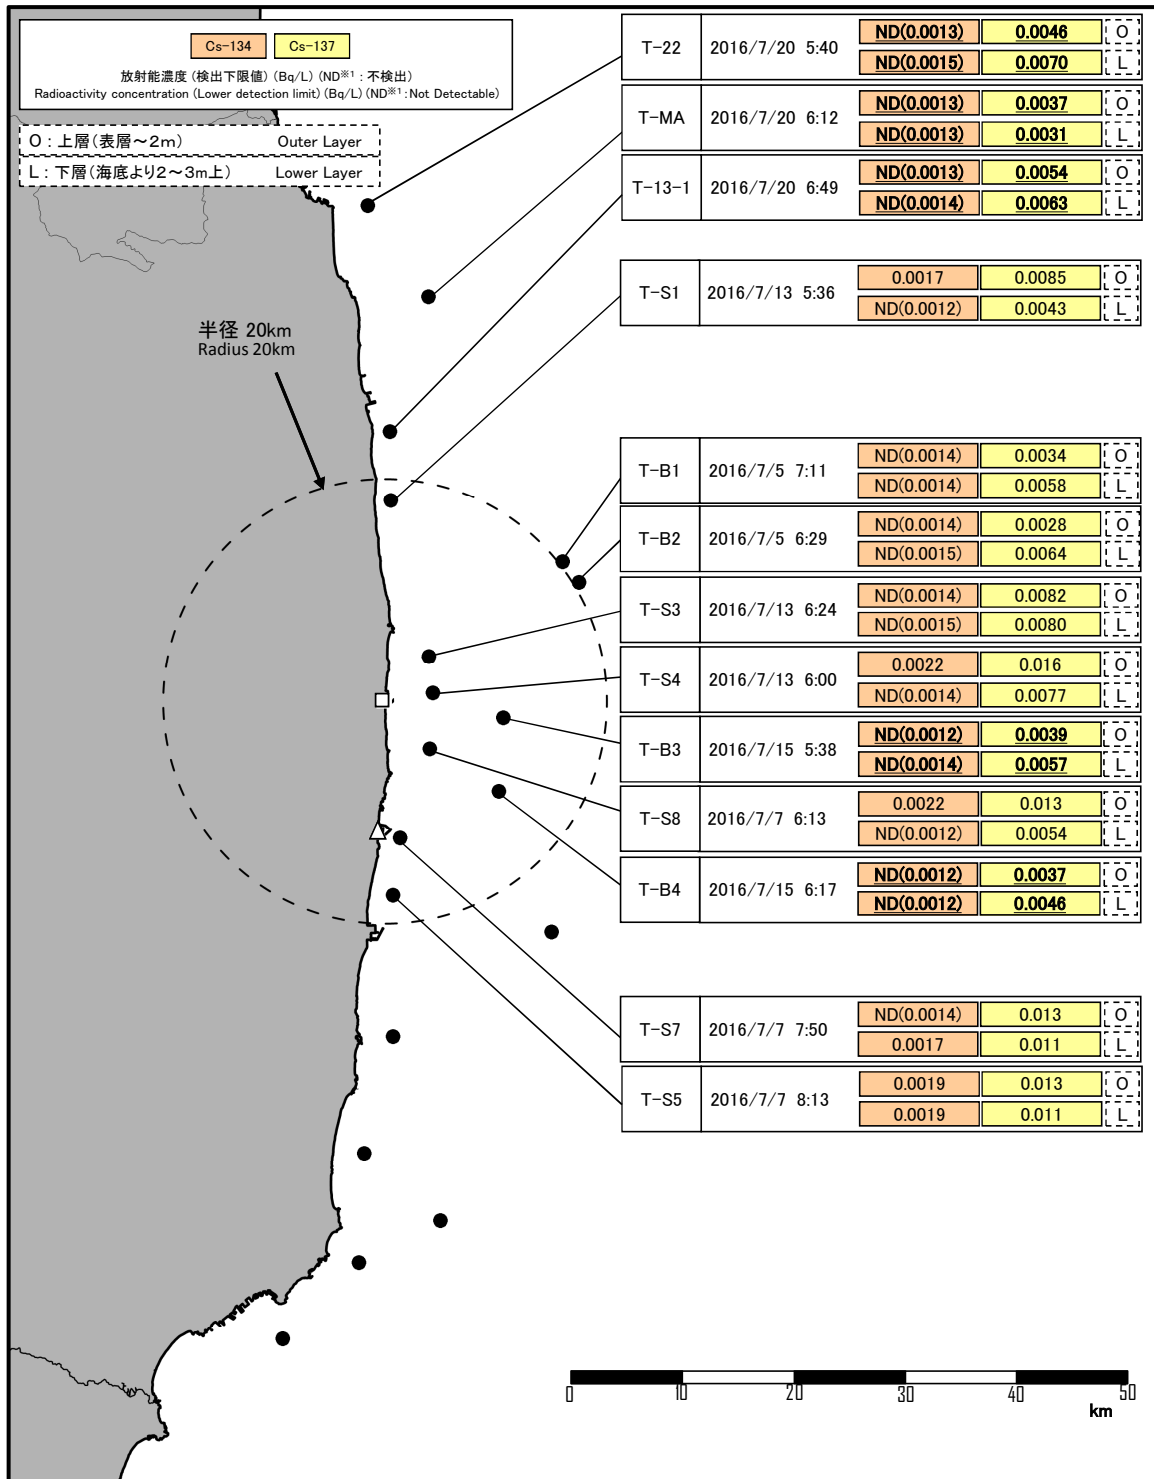 Cs-134 Cs-137
放射能濃度 (検出下限値) (Bq/L) (ND※1 : 不検出)
Radioactivity concentration (Lower detection limit) (Bq/L) (ND※1 : Not Detectable)
O : 上層(表層～2m) Outer Layer
L : 下層(海底より2～3m上) Lower Layer
T-22 2016/7/20 5:40
ND(0.0013) 0.0046 O
ND(0.0015) 0.0070 L
T-MA 2016/7/20 6:12
ND(0.0013) 0.0037 O
ND(0.0013) 0.0031 L
T-13-1 2016/7/20 6:49
ND(0.0013) 0.0054 O
ND(0.0014) 0.0063 L
T-S1 2016/7/13 5:36
0.0017 0.0085 O
ND(0.0012) 0.0043 L
半径 20km
Radius 20km
T-B1 2016/7/5 7:11
ND(0.0014) 0.0034 O
ND(0.0014) 0.0058 L
T-B2 2016/7/5 6:29
ND(0.0014) 0.0028 O
ND(0.0015) 0.0064 L
T-S3 2016/7/13 6:24
ND(0.0014) 0.0082 O
ND(0.0015) 0.0080 L
T-S4 2016/7/13 6:00
0.0022 0.016 O
ND(0.0014) 0.0077 L
T-B3 2016/7/15 5:38
ND(0.0012) 0.0039 O
ND(0.0014) 0.0057 L
T-S8 2016/7/7 6:13
0.0022 0.013 O
ND(0.0012) 0.0054 L
T-B4 2016/7/15 6:17
ND(0.0012) 0.0037 O
ND(0.0012) 0.0046 L
T-S7 2016/7/7 7:50
ND(0.0014) 0.013 O
0.0017 0.011 L
T-S5 2016/7/7 8:13
0.0019 0.013 O
0.0019 0.011 L
0 10 20 30 40 50
km